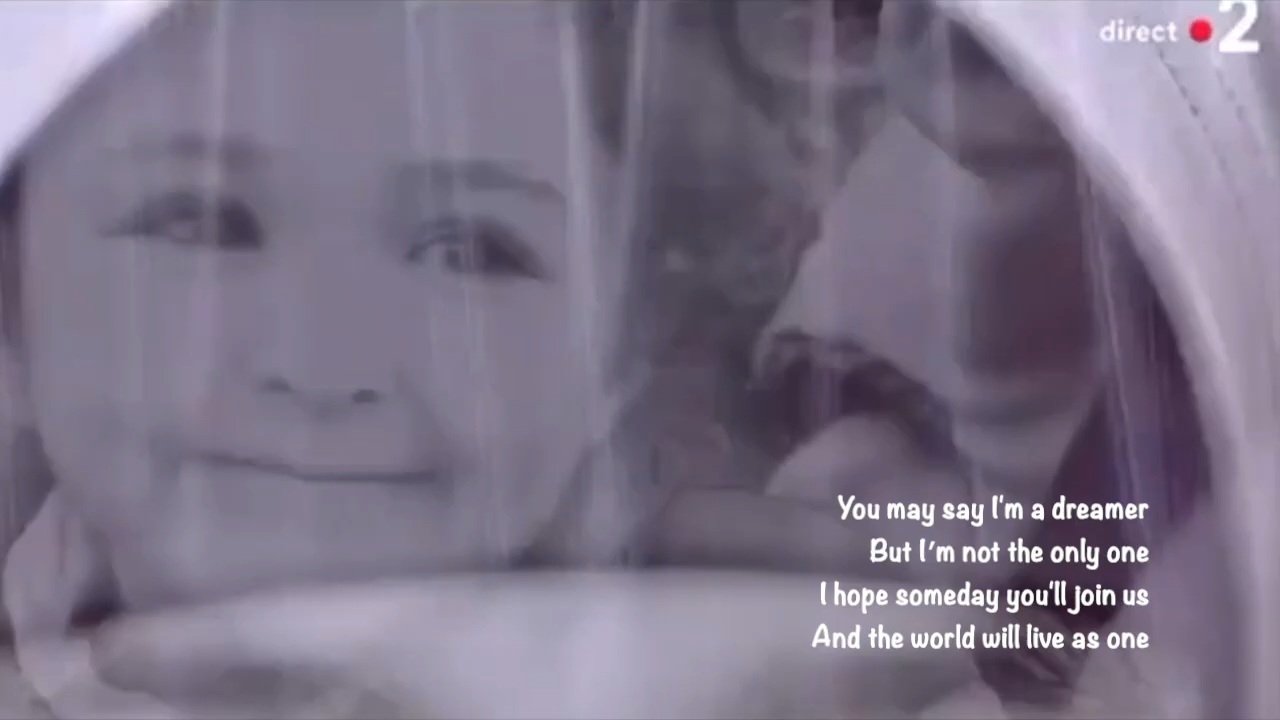 direct 2
You may say I'm a dreamer
But I'm not the only one
I hope someday you'll join us
And the world will live as one